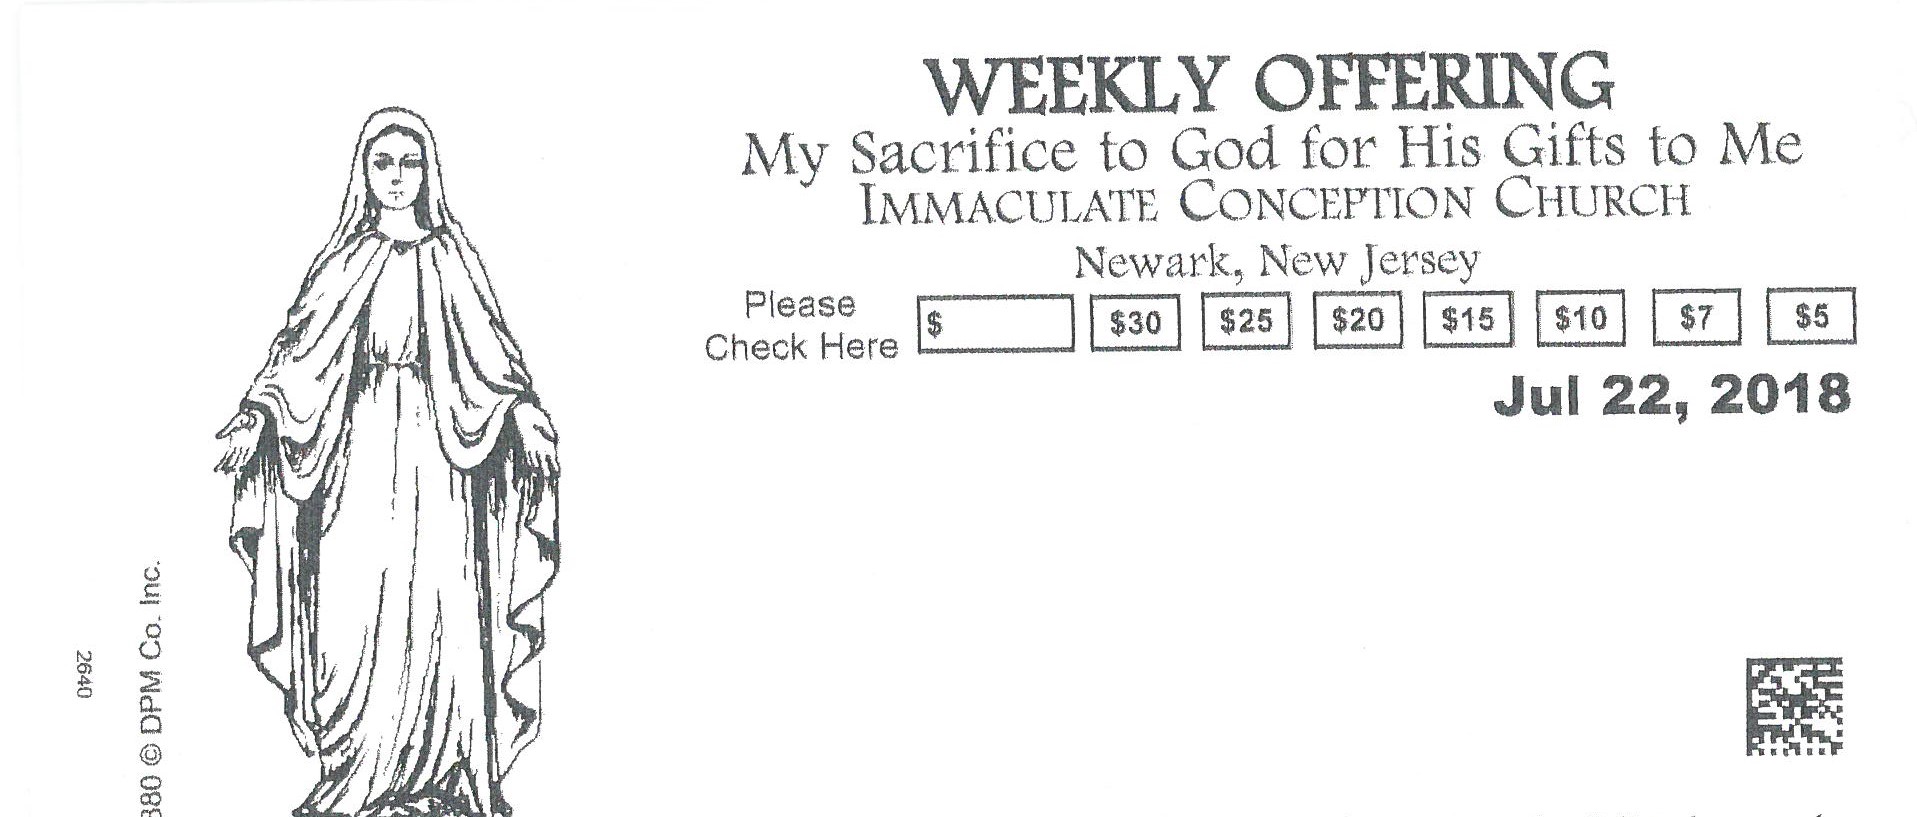 WEEKLY OFFERING
My Sacrifice to God for His Gifts to Me
IMMACULATE CONCEPTION CHURCH
Newark, New Jersey
Please
Check Here
$ $30 $25 $20 $15 $10 $7 $5
Jul 22, 2018
2640
380 © DPM Co. Inc.